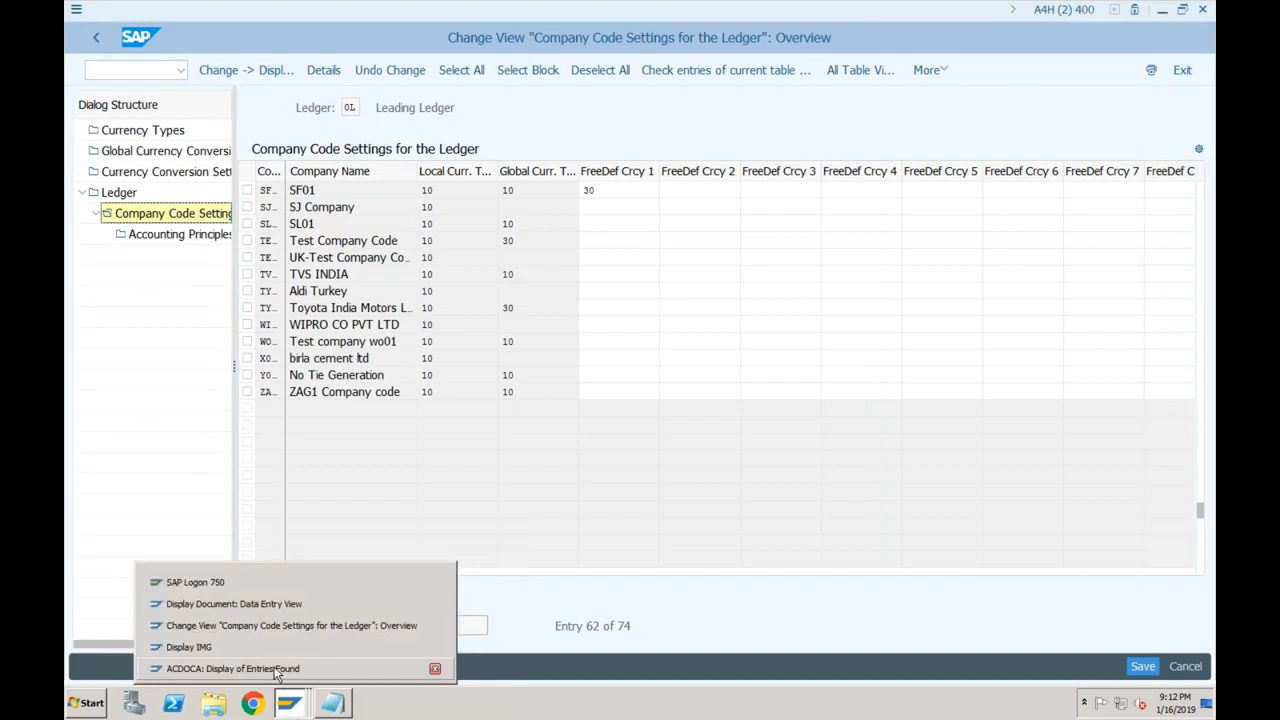 A4H (2) 400
SAP
Change View "Company Code Settings for the Ledger": Overview
Change -> Displ... Details Undo Change Select All Select Block Deselect All Check entries of current table ... All Table Vi... More Exit
Dialog Structure
Currency Types
Global Currency Conversi
Currency Conversion Set
Ledger
Company Code Setting
Accounting Principles
Ledger: 0L Leading Ledger
Company Code Settings for the Ledger
Co... Company Name Local Curr. T... Global Curr. T... FreeDef Crcy 1 FreeDef Crcy 2 FreeDef Crcy 3 FreeDef Crcy 4 FreeDef Crcy 5 FreeDef Crcy 6 FreeDef Crcy 7 FreeDef C
SF.. SF01 10 10 30
SJ.. SJ Company 10
SL.. SL01 10 10
TE.. Test Company Code 10 30
TE.. UK-Test Company Co.. 10
TV.. TVS INDIA 10 10
TY.. Aldi Turkey 10
TY.. Toyota India Motors L.. 10 30
WI.. WIPRO CO PVT LTD 10
WO.. Test company wo01 10 10
X0.. birla cement ltd 10
Y0.. No Tie Generation 10 10
ZA.. ZAG1 Company code 10 10
Entry 62 of 74
SAP Logon 750
Display Document: Data Entry View
Change View "Company Code Settings for the Ledger": Overview
Display IMG
ACDOCA: Display of Entries Found
Save Cancel
Start
9:12 PM
1/16/2019